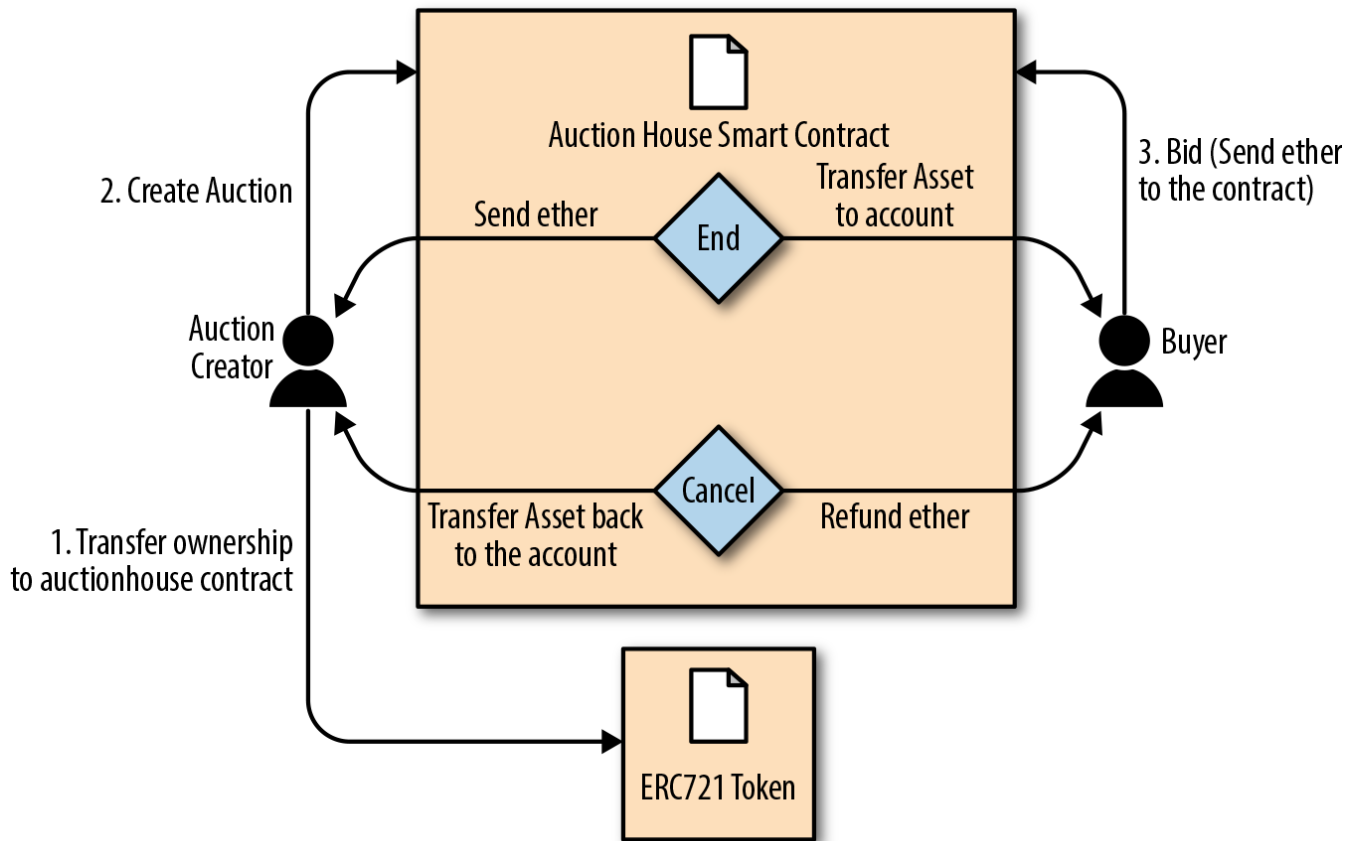 Auction House Smart Contract
2. Create Auction
3. Bid (Send ether
to the contract)
Send ether
End
Transfer Asset
to account
Auction
Creator
Buyer
Transfer Asset back
to the account
Cancel
Refund ether
1. Transfer ownership
to auctionhouse contract
ERC721 Token